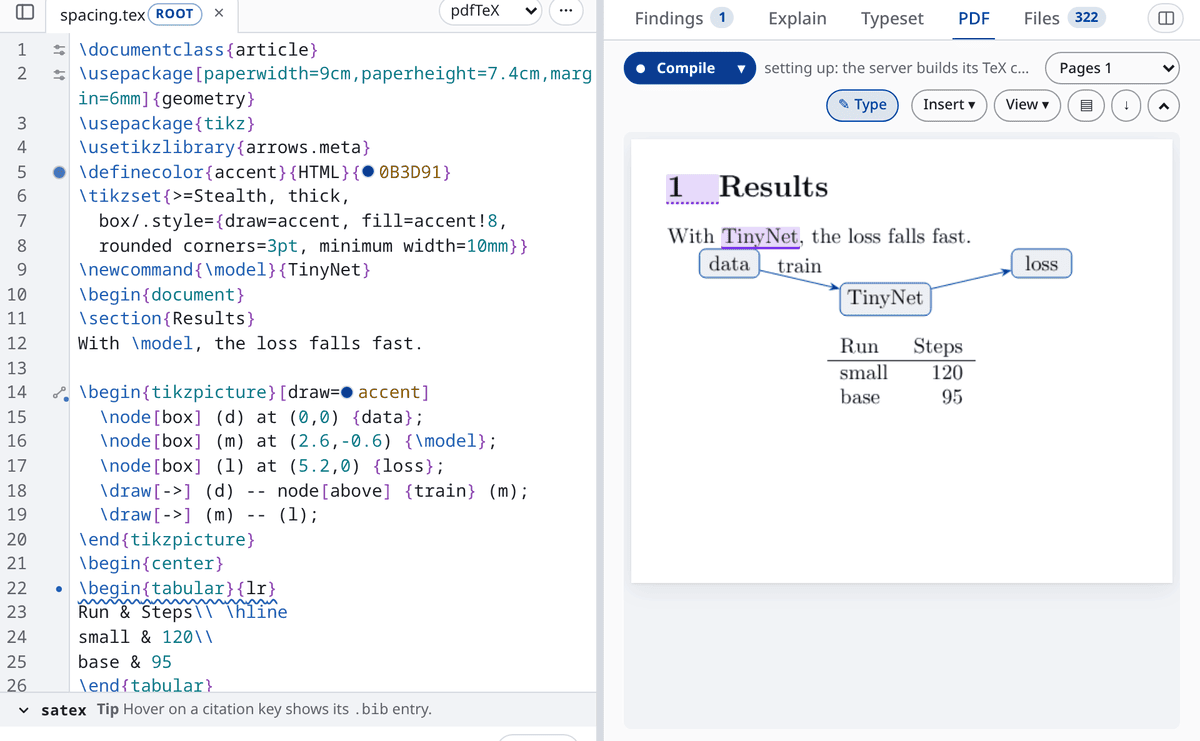 spacing.tex ROOT ×
pdfTeX
...
1 \documentclass{article}
2 \usepackage[paperwidth=9cm,paperheight=7.4cm,marg
in=6mm]{geometry}
3 \usepackage{tikz}
4 \usetikzlibrary{arrows.meta}
5 \definecolor{accent}{HTML}{0B3D91}
6 \tikzset{>=Stealth, thick,
7 box/.style={draw=accent, fill=accent!8,
8 rounded corners=3pt, minimum width=10mm}}
9 \newcommand{\model}{TinyNet}
10 \begin{document}
11 \section{Results}
12 With \model, the loss falls fast.
13
14 \begin{tikzpicture}[draw=accent]
15 \node[box] (d) at (0,0) {data};
16 \node[box] (m) at (2.6,-0.6) {\model};
17 \node[box] (l) at (5.2,0) {loss};
18 \draw[->] (d) -- node[above] {train} (m);
19 \draw[->] (m) -- (l);
20 \end{tikzpicture}
21 \begin{center}
22 \begin{tabular}{lr}
23 Run & Steps\\ \hline
24 small & 120\\
25 base & 95
26 \end{tabular}
satex Tip Hover on a citation key shows its .bib entry.
Findings 1 Explain Typeset PDF Files 322
Compile ▾ setting up: the server builds its TeX c... Pages 1
✎ Type Insert ▾ View ▾ ▤ ↓
1 Results
With TinyNet, the loss falls fast.
data train loss
TinyNet
Run Steps
small 120
base 95